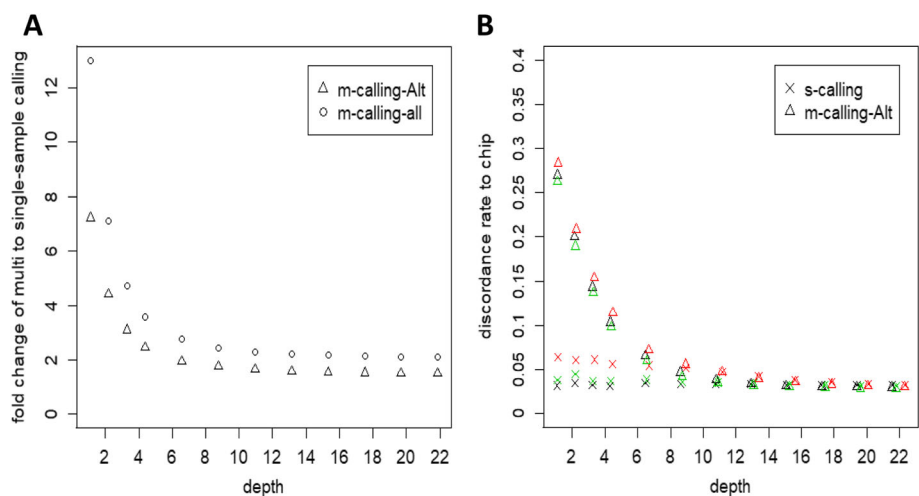 A
fold change of multi to single-sample calling
12
10
8
6
4
2
0
m-calling-Alt
m-calling-all
2 4 6 8 10 12 14 16 18 20 22
depth
B
discordance rate to chip
0.4
0.35
0.3
0.25
0.2
0.15
0.1
0.05
0
s-calling
m-calling-Alt
2 4 6 8 10 12 14 16 18 20 22
depth